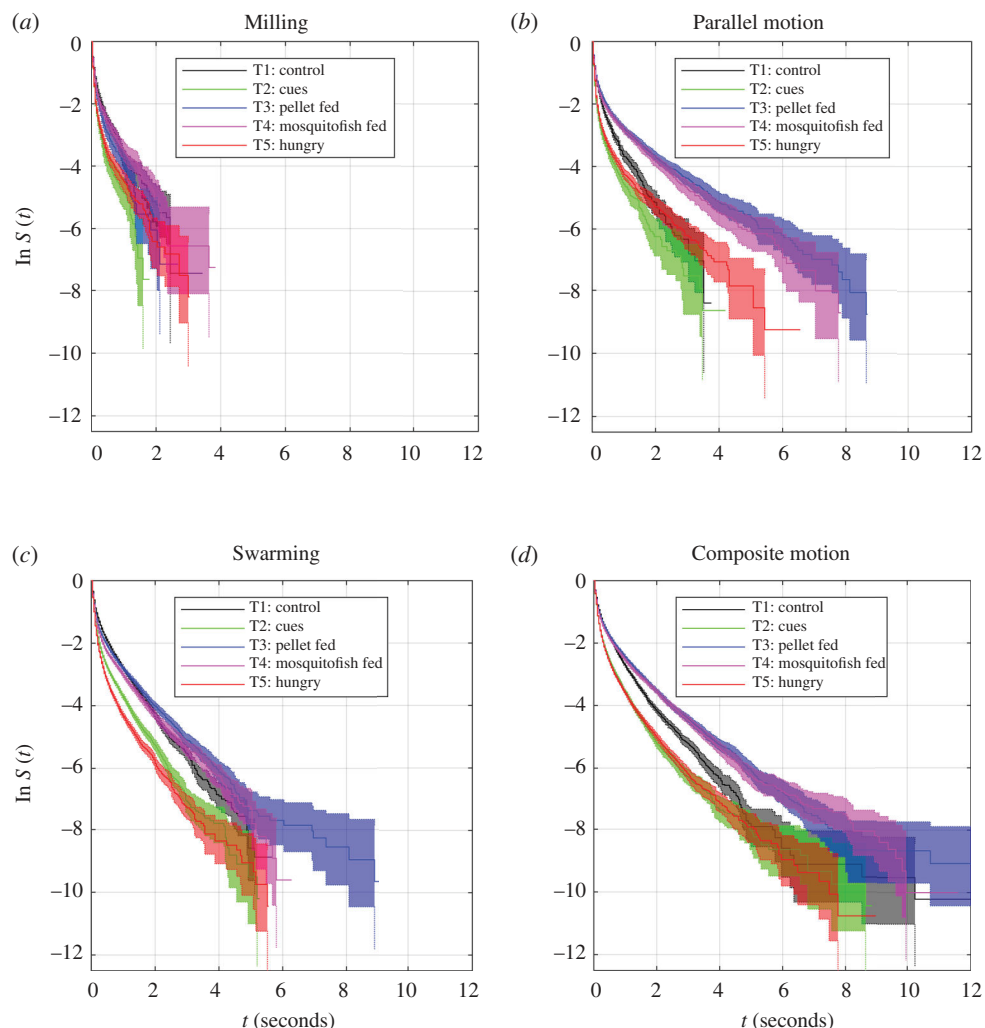 (a) Milling
0
−2
−4
−6
−8
−10
−12
ln S (t)
T1: control
T2: cues
T3: pellet fed
T4: mosquitofish fed
T5: hungry
0 2 4 6 8 10 12
(b) Parallel motion
0
−2
−4
−6
−8
−10
−12
T1: control
T2: cues
T3: pellet fed
T4: mosquitofish fed
T5: hungry
0 2 4 6 8 10 12
(c) Swarming
0
−2
−4
−6
−8
−10
−12
ln S (t)
T1: control
T2: cues
T3: pellet fed
T4: mosquitofish fed
T5: hungry
0 2 4 6 8 10 12
t (seconds)
(d) Composite motion
0
−2
−4
−6
−8
−10
−12
T1: control
T2: cues
T3: pellet fed
T4: mosquitofish fed
T5: hungry
0 2 4 6 8 10 12
t (seconds)